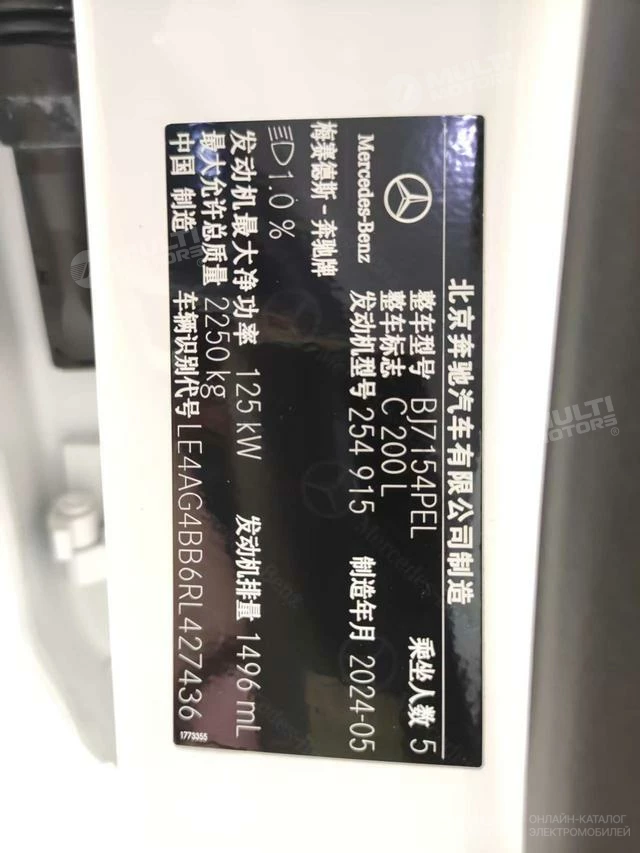 北京奔驰汽车有限公司制造
Mercedes-Benz
梅赛德斯-奔驰牌
整车型号 BJ7154PEL 乘坐人数 5
整车标志 C 200 L
发动机型号 254 915 制造年月 2024-05
1.0 %
发动机最大净功率 125 kW 发动机排量 1496 mL
最大允许总质量 2250 kg
中国 制造 车辆识别代号 LE4AG4BB6RL427436
1773355
MULTI
MOTORS
ОНЛАЙН-КАТАЛОГ
ЭЛЕКТРОМОБИЛЕЙ